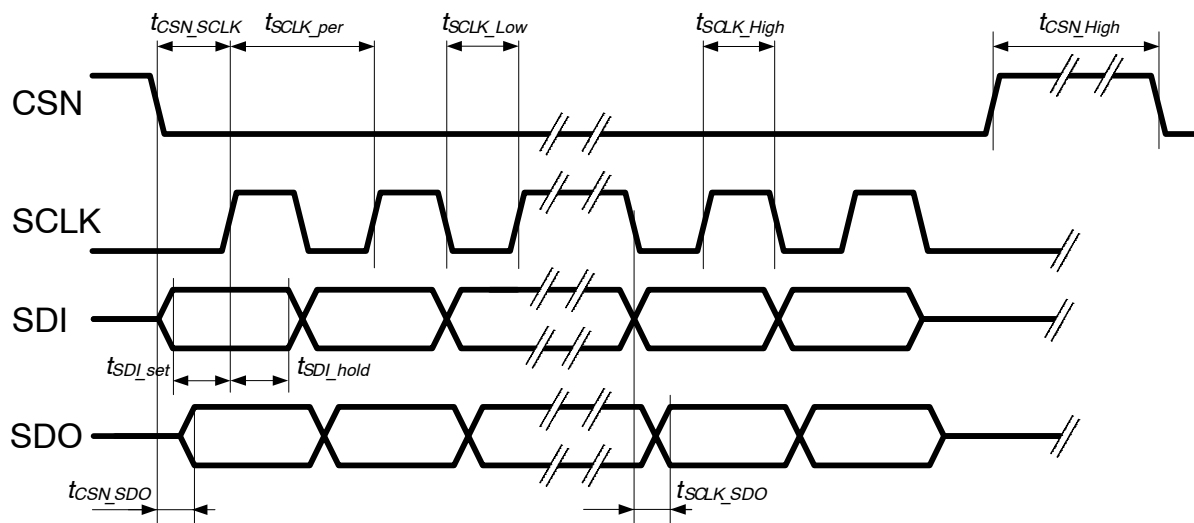 tCSN_SCLK tSCLK_per tSCLK_Low tSCLK_High tCSN_High
CSN
SCLK
SDI
tSDI_set tSDI_hold
SDO
tCSN_SDO tSCLK_SDO